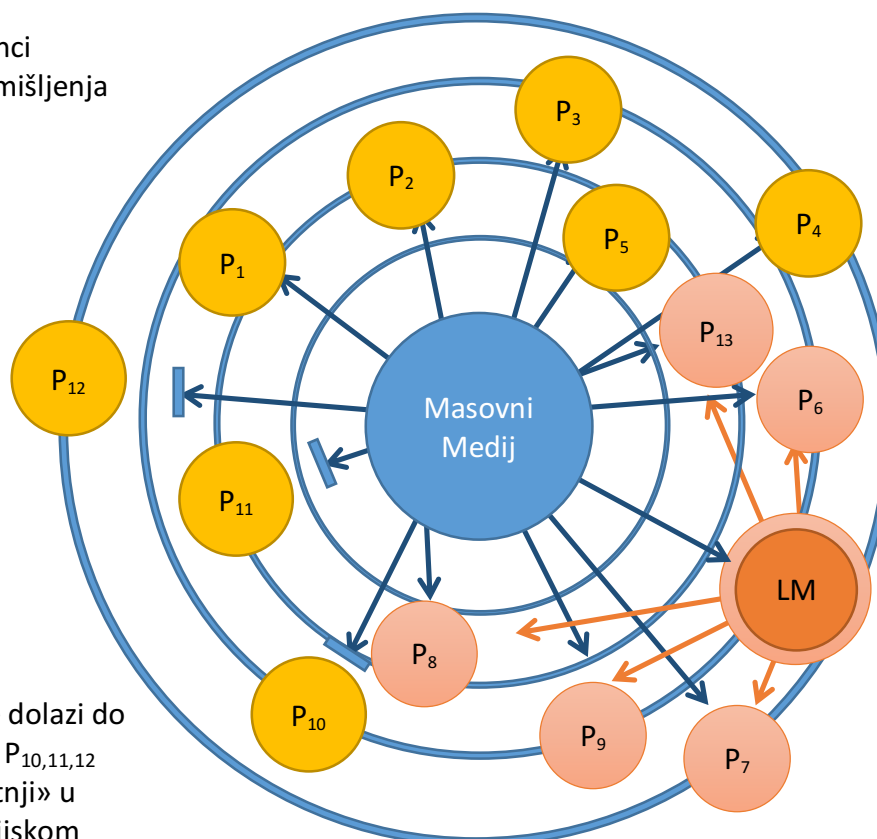 nci
mišljenja
P3
P2
P4
P5
P1
P13
P12
P6
Masovni
Medij
P11
LM
P8
P10
P9
P7
dolazi do
P10,11,12
tnji» u
ijskom